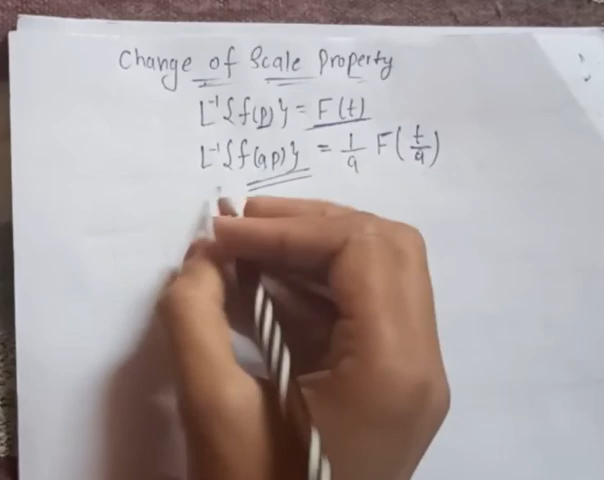 Change of Scale Property
L⁻¹{f(p)} = F(t)
L⁻¹{f(ap)} = 1/a F(t/a)